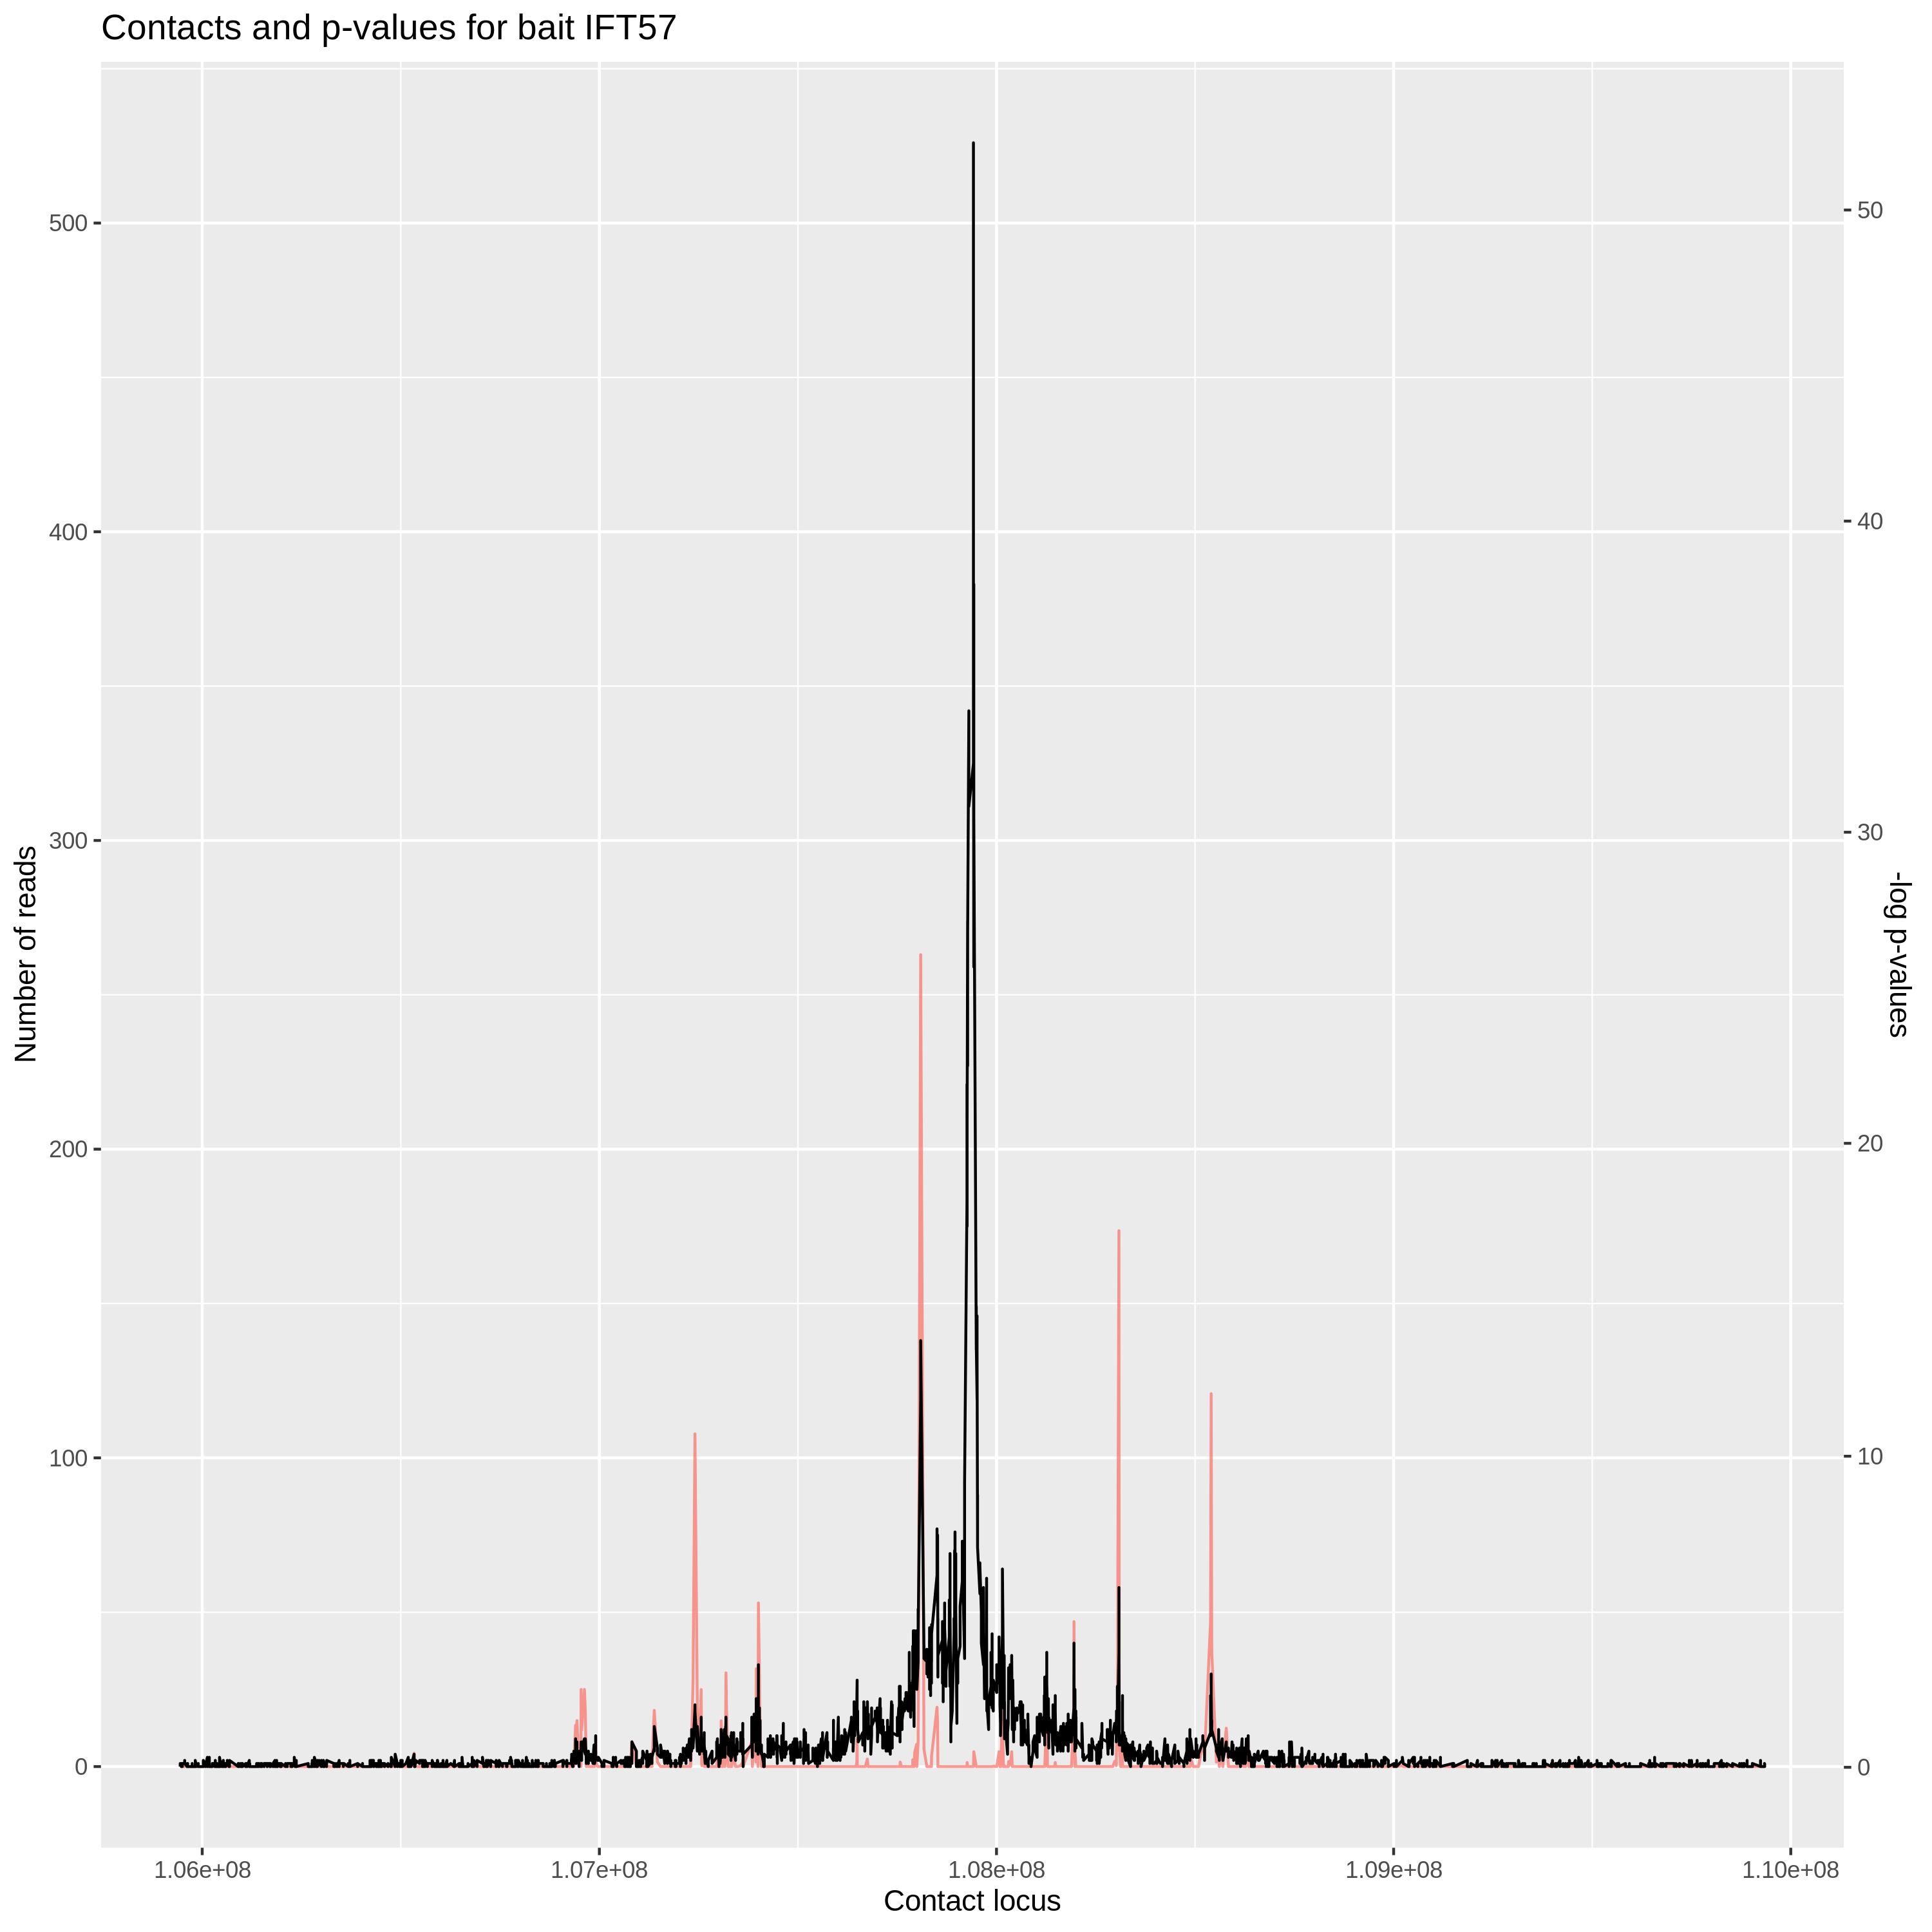 Contacts and p-values for bait IFT57
500
400
300
200
100
0
Number of reads
50
40
30
20
10
0
-log p-values
1.06e+08 1.07e+08 1.08e+08 1.09e+08 1.10e+08
Contact locus